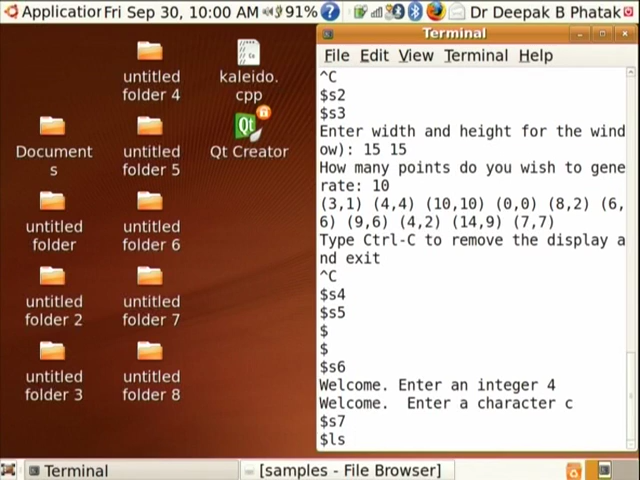 Application Fri Sep 30, 10:00 AM 91% Dr Deepak B Phatak
untitled
folder 4
kaleido.
cpp
Document
s
untitled
folder 5
Qt
Qt Creator
untitled
folder
untitled
folder 6
untitled
folder 2
untitled
folder 7
untitled
folder 3
untitled
folder 8
Terminal
File Edit View Terminal Help
^C
$s2
$s3
Enter width and height for the wind
ow): 15 15
How many points do you wish to gene
rate: 10
(3,1) (4,4) (10,10) (0,0) (8,2) (6,
6) (9,6) (4,2) (14,9) (7,7)
Type Ctrl-C to remove the display a
nd exit
^C
$s4
$s5
$
$
$s6
Welcome. Enter an integer 4
Welcome.  Enter a character c
$s7
$ls
Terminal
[samples - File Browser]